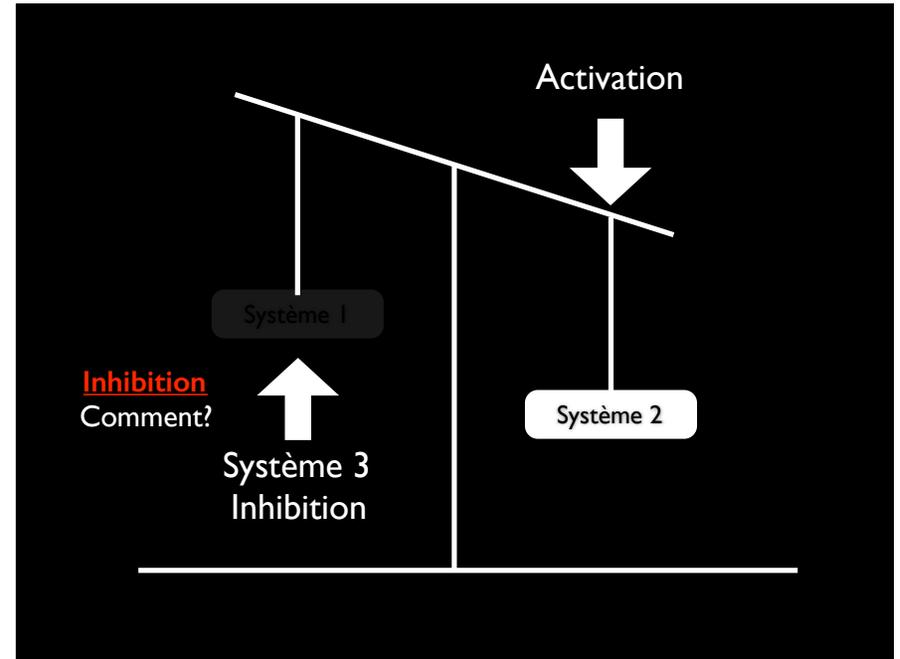 Activation
Système 1
Inhibition
Comment?
Système 3
Inhibition
Système 2